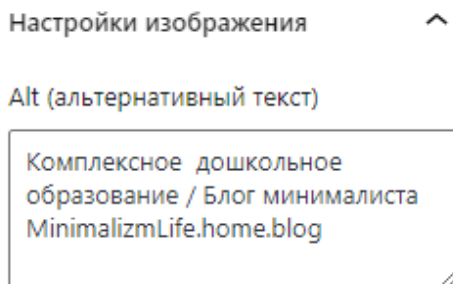 Настройки изображения
Alt (альтернативный текст)
Комплексное  дошкольное
образование / Блог минималиста
MinimalizmLife.home.blog